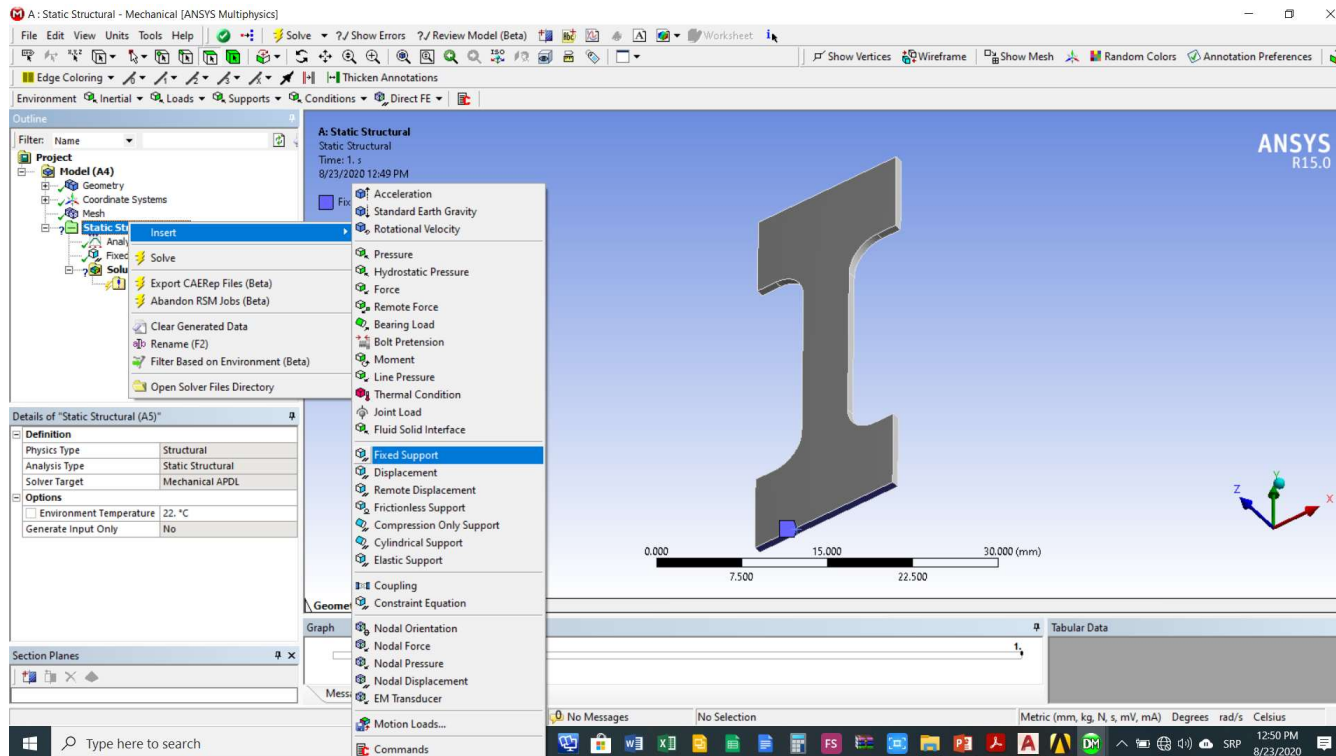 A : Static Structural - Mechanical [ANSYS Multiphysics]
File Edit View Units Tools Help Solve ?/ Show Errors ?/ Review Model (Beta) A Worksheet
Show Vertices Wireframe Show Mesh Random Colors Annotation Preferences
Edge Coloring Thicken Annotations
Environment Inertial Loads Supports Conditions Direct FE
Outline
Filter: Name
Project
Model (A4)
Geometry
Coordinate Systems
Mesh
Static St
Analy
Fixed
Solu
Insert
Solve
Export CAERep Files (Beta)
Abandon RSM Jobs (Beta)
Clear Generated Data
Rename (F2)
Filter Based on Environment (Beta)
Open Solver Files Directory
Acceleration
Standard Earth Gravity
Rotational Velocity
Pressure
Hydrostatic Pressure
Force
Remote Force
Bearing Load
Bolt Pretension
Moment
Line Pressure
Thermal Condition
Joint Load
Fluid Solid Interface
Fixed Support
Displacement
Remote Displacement
Frictionless Support
Compression Only Support
Cylindrical Support
Elastic Support
Coupling
Constraint Equation
Nodal Orientation
Nodal Force
Nodal Pressure
Nodal Displacement
EM Transducer
Motion Loads...
Commands
A: Static Structural
Static Structural
Time: 1. s
8/23/2020 12:49 PM
Fix
ANSYS
R15.0
Y
Z
X
0.000 15.000 30.000 (mm)
7.500 22.500
Details of "Static Structural (A5)"
Definition
Physics Type Structural
Analysis Type Static Structural
Solver Target Mechanical APDL
Options
Environment Temperature 22. °C
Generate Input Only No
Section Planes
Geome
Graph
1.
Mess
Tabular Data
0 No Messages No Selection Metric (mm, kg, N, s, mV, mA) Degrees rad/s Celsius
Type here to search
FS
DM
SRP
12:50 PM
8/23/2020